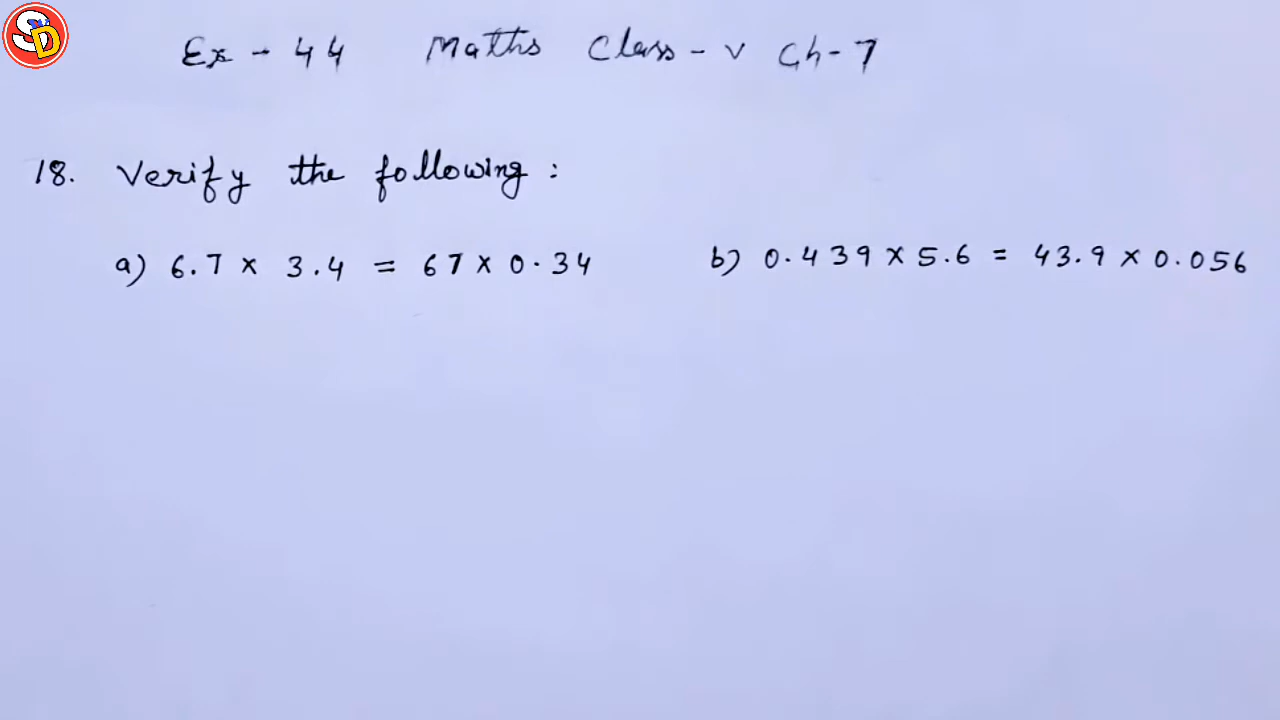 SD
Ex - 44 Maths Class - V Ch - 7
18. Verify the following :
a) 6.7 × 3.4 = 67 × 0.34 b) 0.439 × 5.6 = 43.9 × 0.056